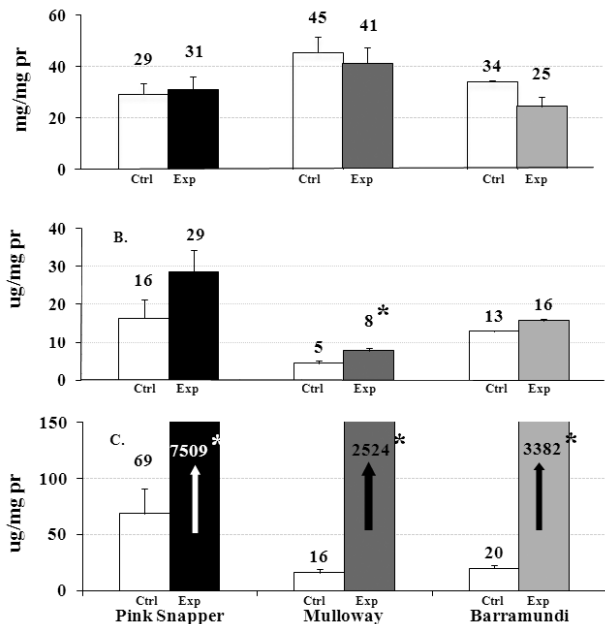 60
45
41
40
34
29
31
25
20
0
mg/mg pr
Ctrl Exp Ctrl Exp Ctrl Exp
40
B.
29
30
16
20
8*
16
13
10
5
0
ug/mg pr
Ctrl Exp Ctrl Exp Ctrl Exp
150
C.
7509* 2524* 3382*
69
100
50
16
20
0
ug/mg pr
Ctrl Exp Ctrl Exp Ctrl Exp
Pink Snapper Mulloway Barramundi